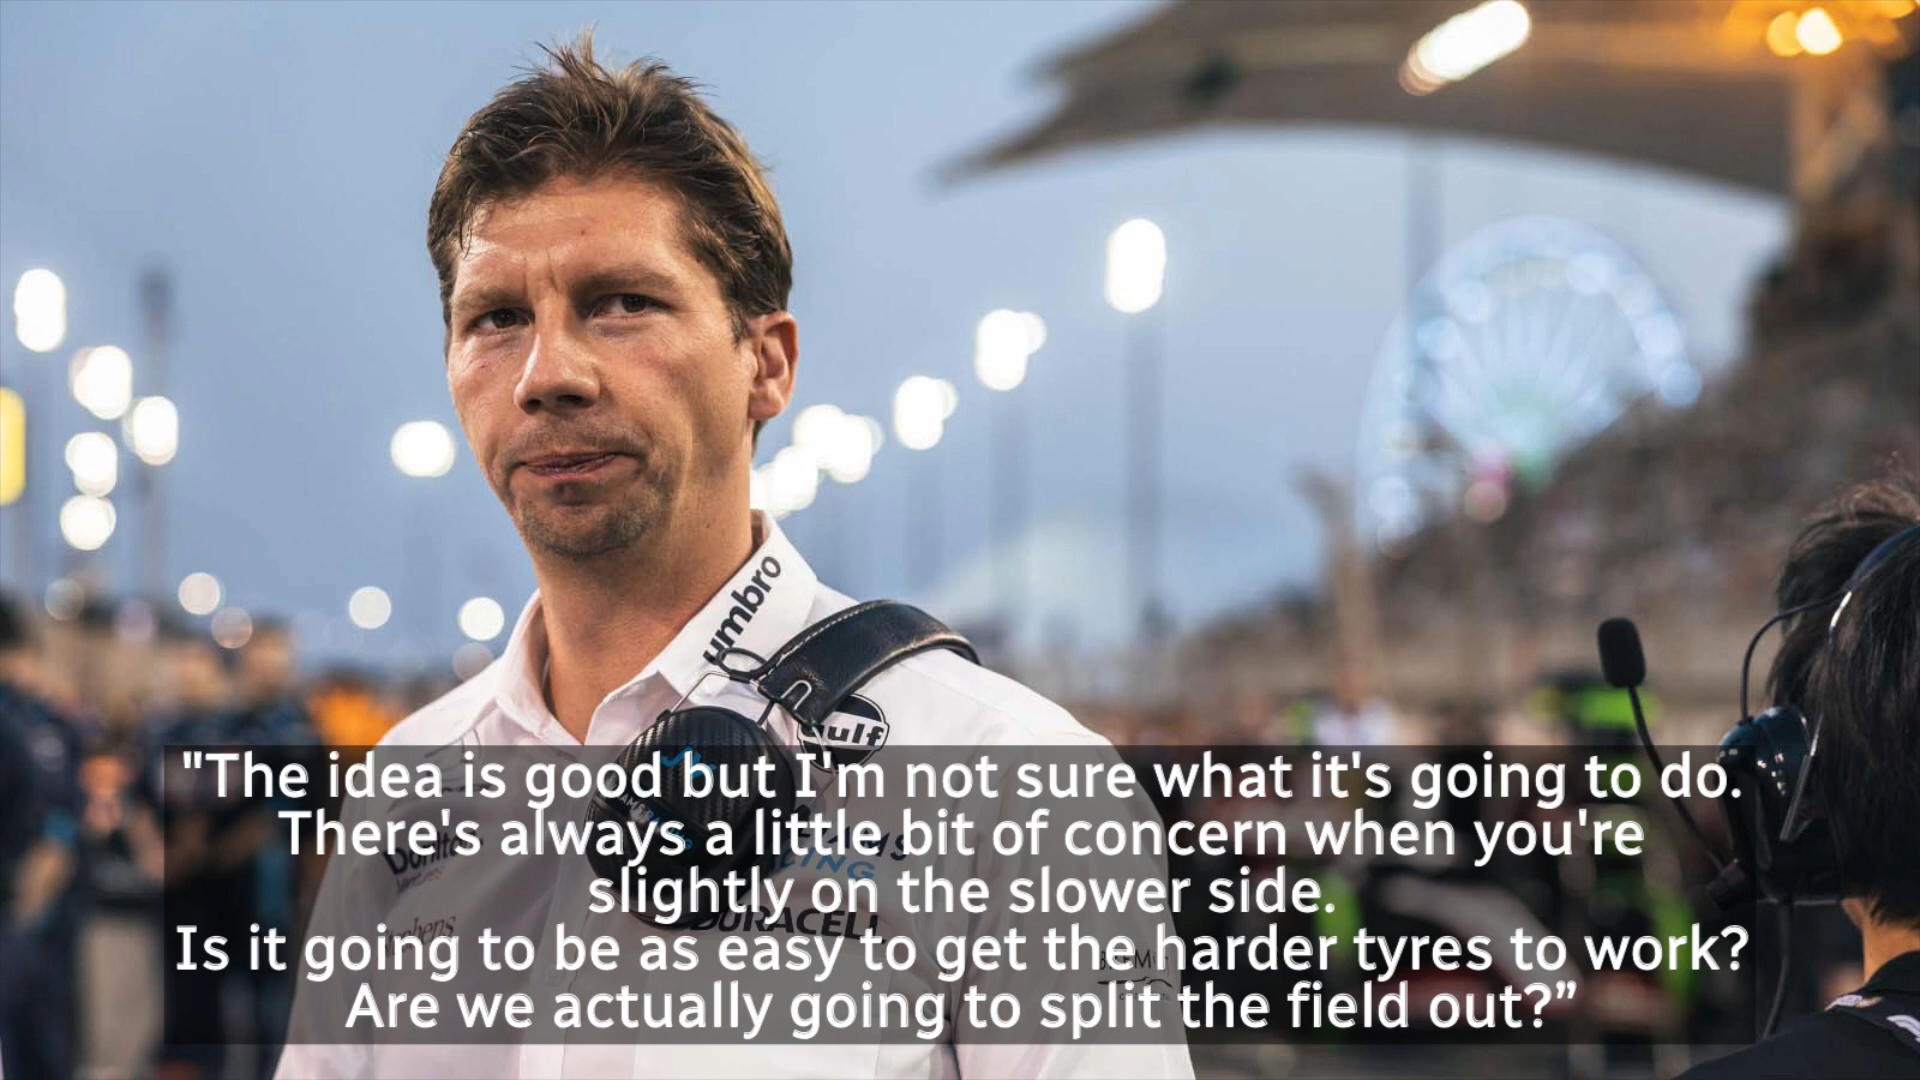 umbro
Gulf
"The idea is good but I'm not sure what it's going to do.
There's always a little bit of concern when you're
slightly on the slower side.
Is it going to be as easy to get the harder tyres to work?
Are we actually going to split the field out?”
DURACELL